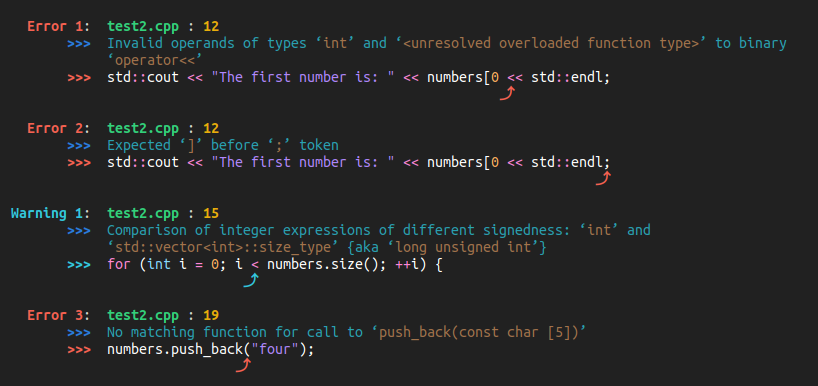 Error 1: test2.cpp : 12
>>> Invalid operands of types ‘int’ and ‘<unresolved overloaded function type>’ to binary
‘operator<<’
>>> std::cout << "The first number is: " << numbers[0 << std::endl;
Error 2: test2.cpp : 12
>>> Expected ‘]’ before ‘;’ token
>>> std::cout << "The first number is: " << numbers[0 << std::endl;
Warning 1: test2.cpp : 15
>>> Comparison of integer expressions of different signedness: ‘int’ and
‘std::vector<int>::size_type’ {aka ‘long unsigned int’}
>>> for (int i = 0; i < numbers.size(); ++i) {
Error 3: test2.cpp : 19
>>> No matching function for call to ‘push_back(const char [5])’
>>> numbers.push_back("four");